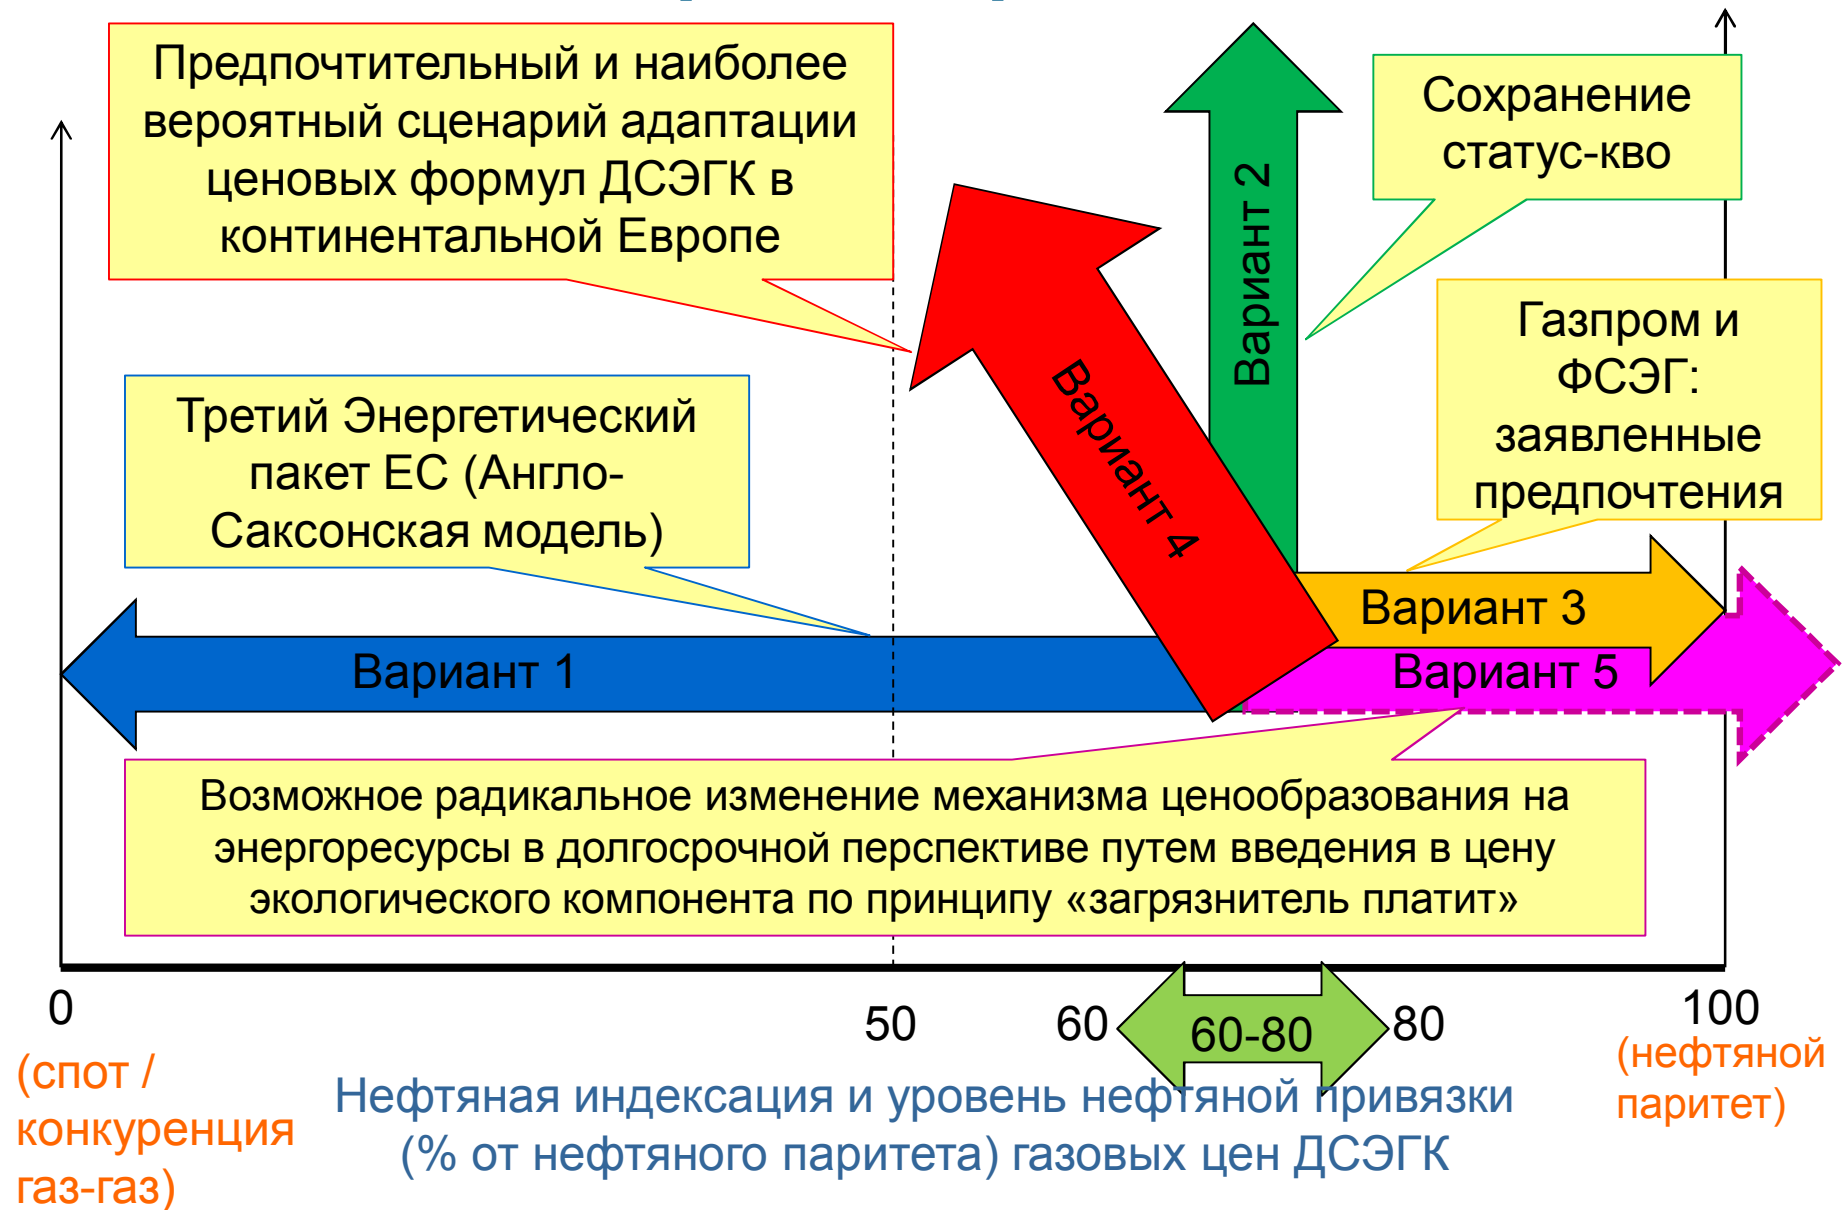 Предпочтительный и наиболее
вероятный сценарий адаптации
ценовых формул ДСЭГК в
континентальной Европе
Сохранение
статус-кво
Вариант 2
Газпром и
ФСЭГ:
заявленные
предпочтения
Вариант 4
Третий Энергетический
пакет ЕС (Англо-
Саксонская модель)
Вариант 3
Вариант 1
Вариант 5
Возможное радикальное изменение механизма ценообразования на
энергоресурсы в долгосрочной перспективе путем введения в цену
экологического компонента по принципу «загрязнитель платит»
0
50
60
60-80
80
100
(спот /
конкуренция
газ-газ)
(нефтяной
паритет)
Нефтяная индексация и уровень нефтяной привязки
(% от нефтяного паритета) газовых цен ДСЭГК